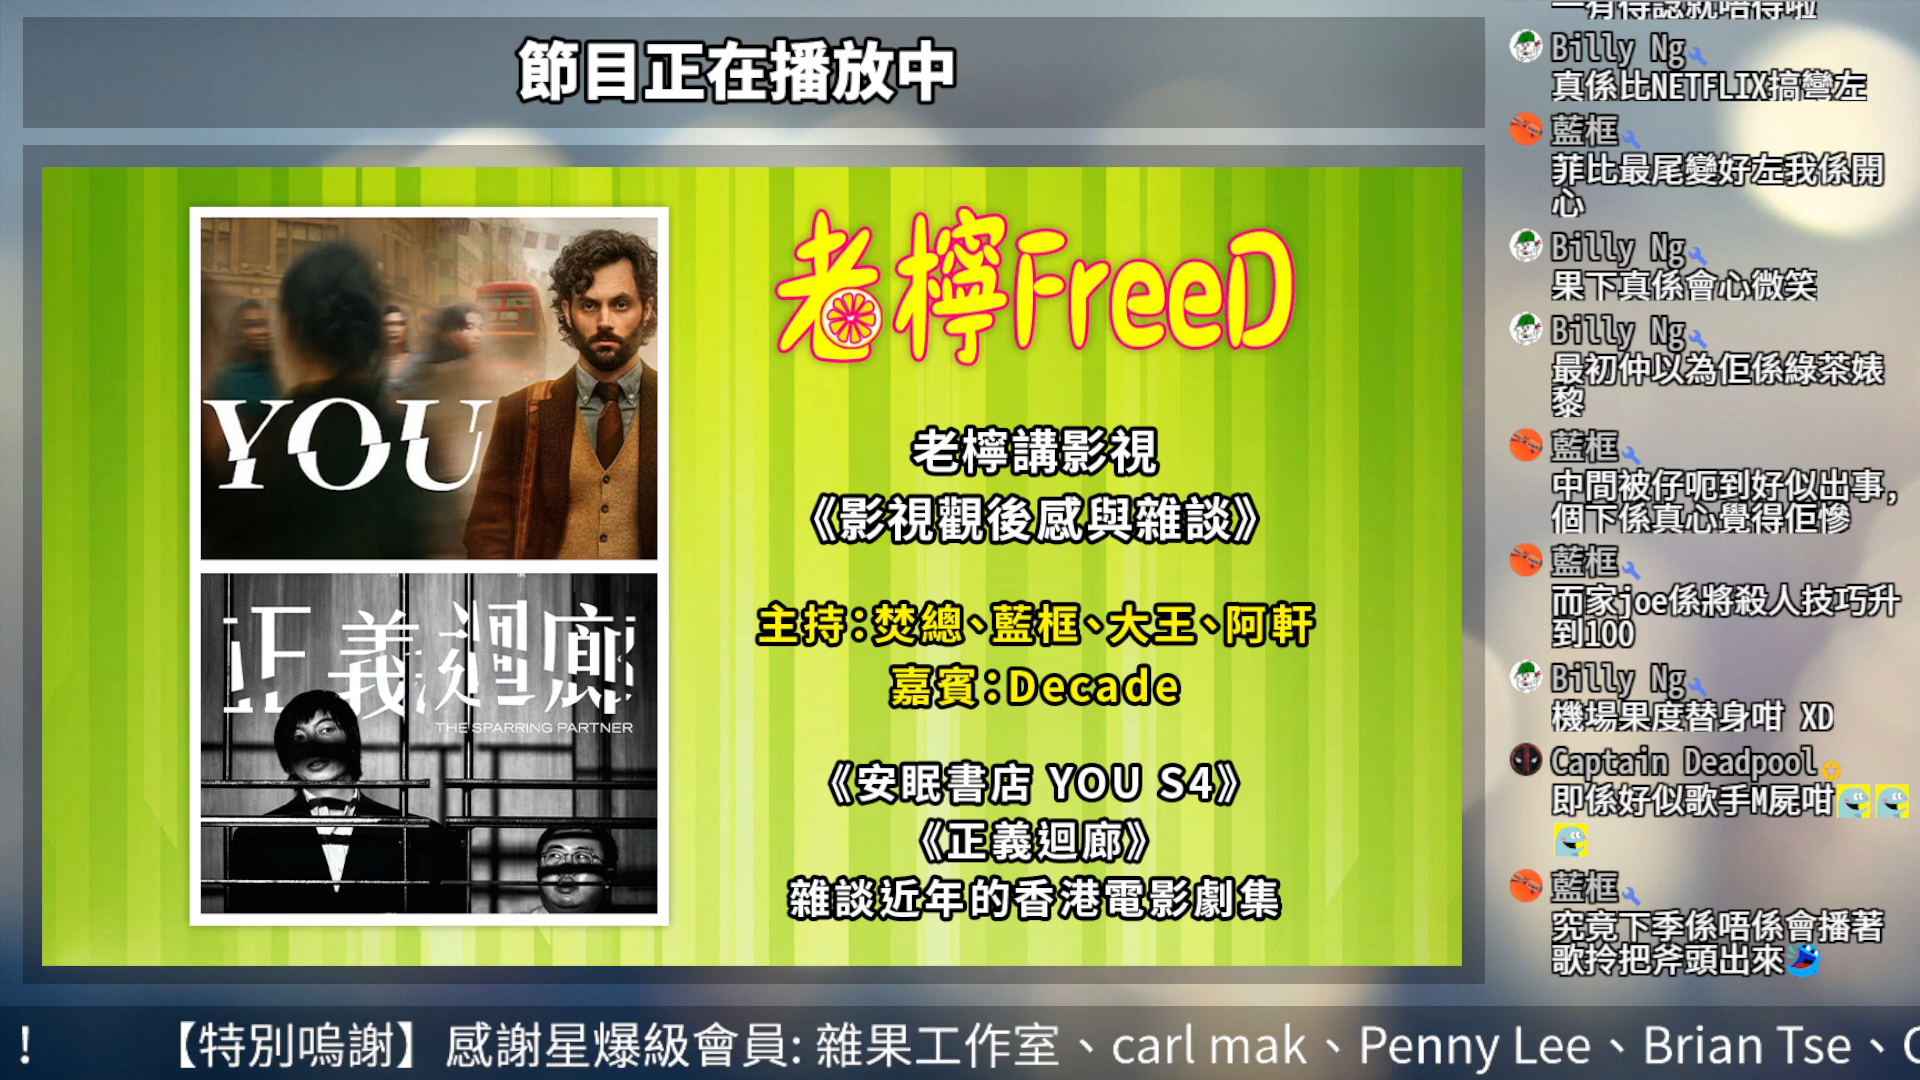 節目正在播放中
YOU
正義迴廊
THE SPARRING PARTNER
老檸FreeD
老檸講影視
《影視觀後感與雜談》
主持：焚總、藍框、大王、阿軒
嘉賓：Decade
《安眠書店 YOU S4》
《正義迴廊》
雜談近年的香港電影劇集
一有得認就唔得啦
Billy Ng
真係比NETFLIX搞彎左
藍框
菲比最尾變好左我係開
心
Billy Ng
果下真係會心微笑
Billy Ng
最初仲以為佢係綠茶婊
黎
藍框
中間被仔呃到好似出事,
個下係真心覺得佢慘
藍框
而家joe係將殺人技巧升
到100
Billy Ng
機場果度替身咁 XD
Captain Deadpool
即係好似歌手M屍咁
藍框
究竟下季係唔係會播著
歌拎把斧頭出來
! 【特別嗚謝】感謝星爆級會員: 雜果工作室、carl mak、Penny Lee、Brian Tse、